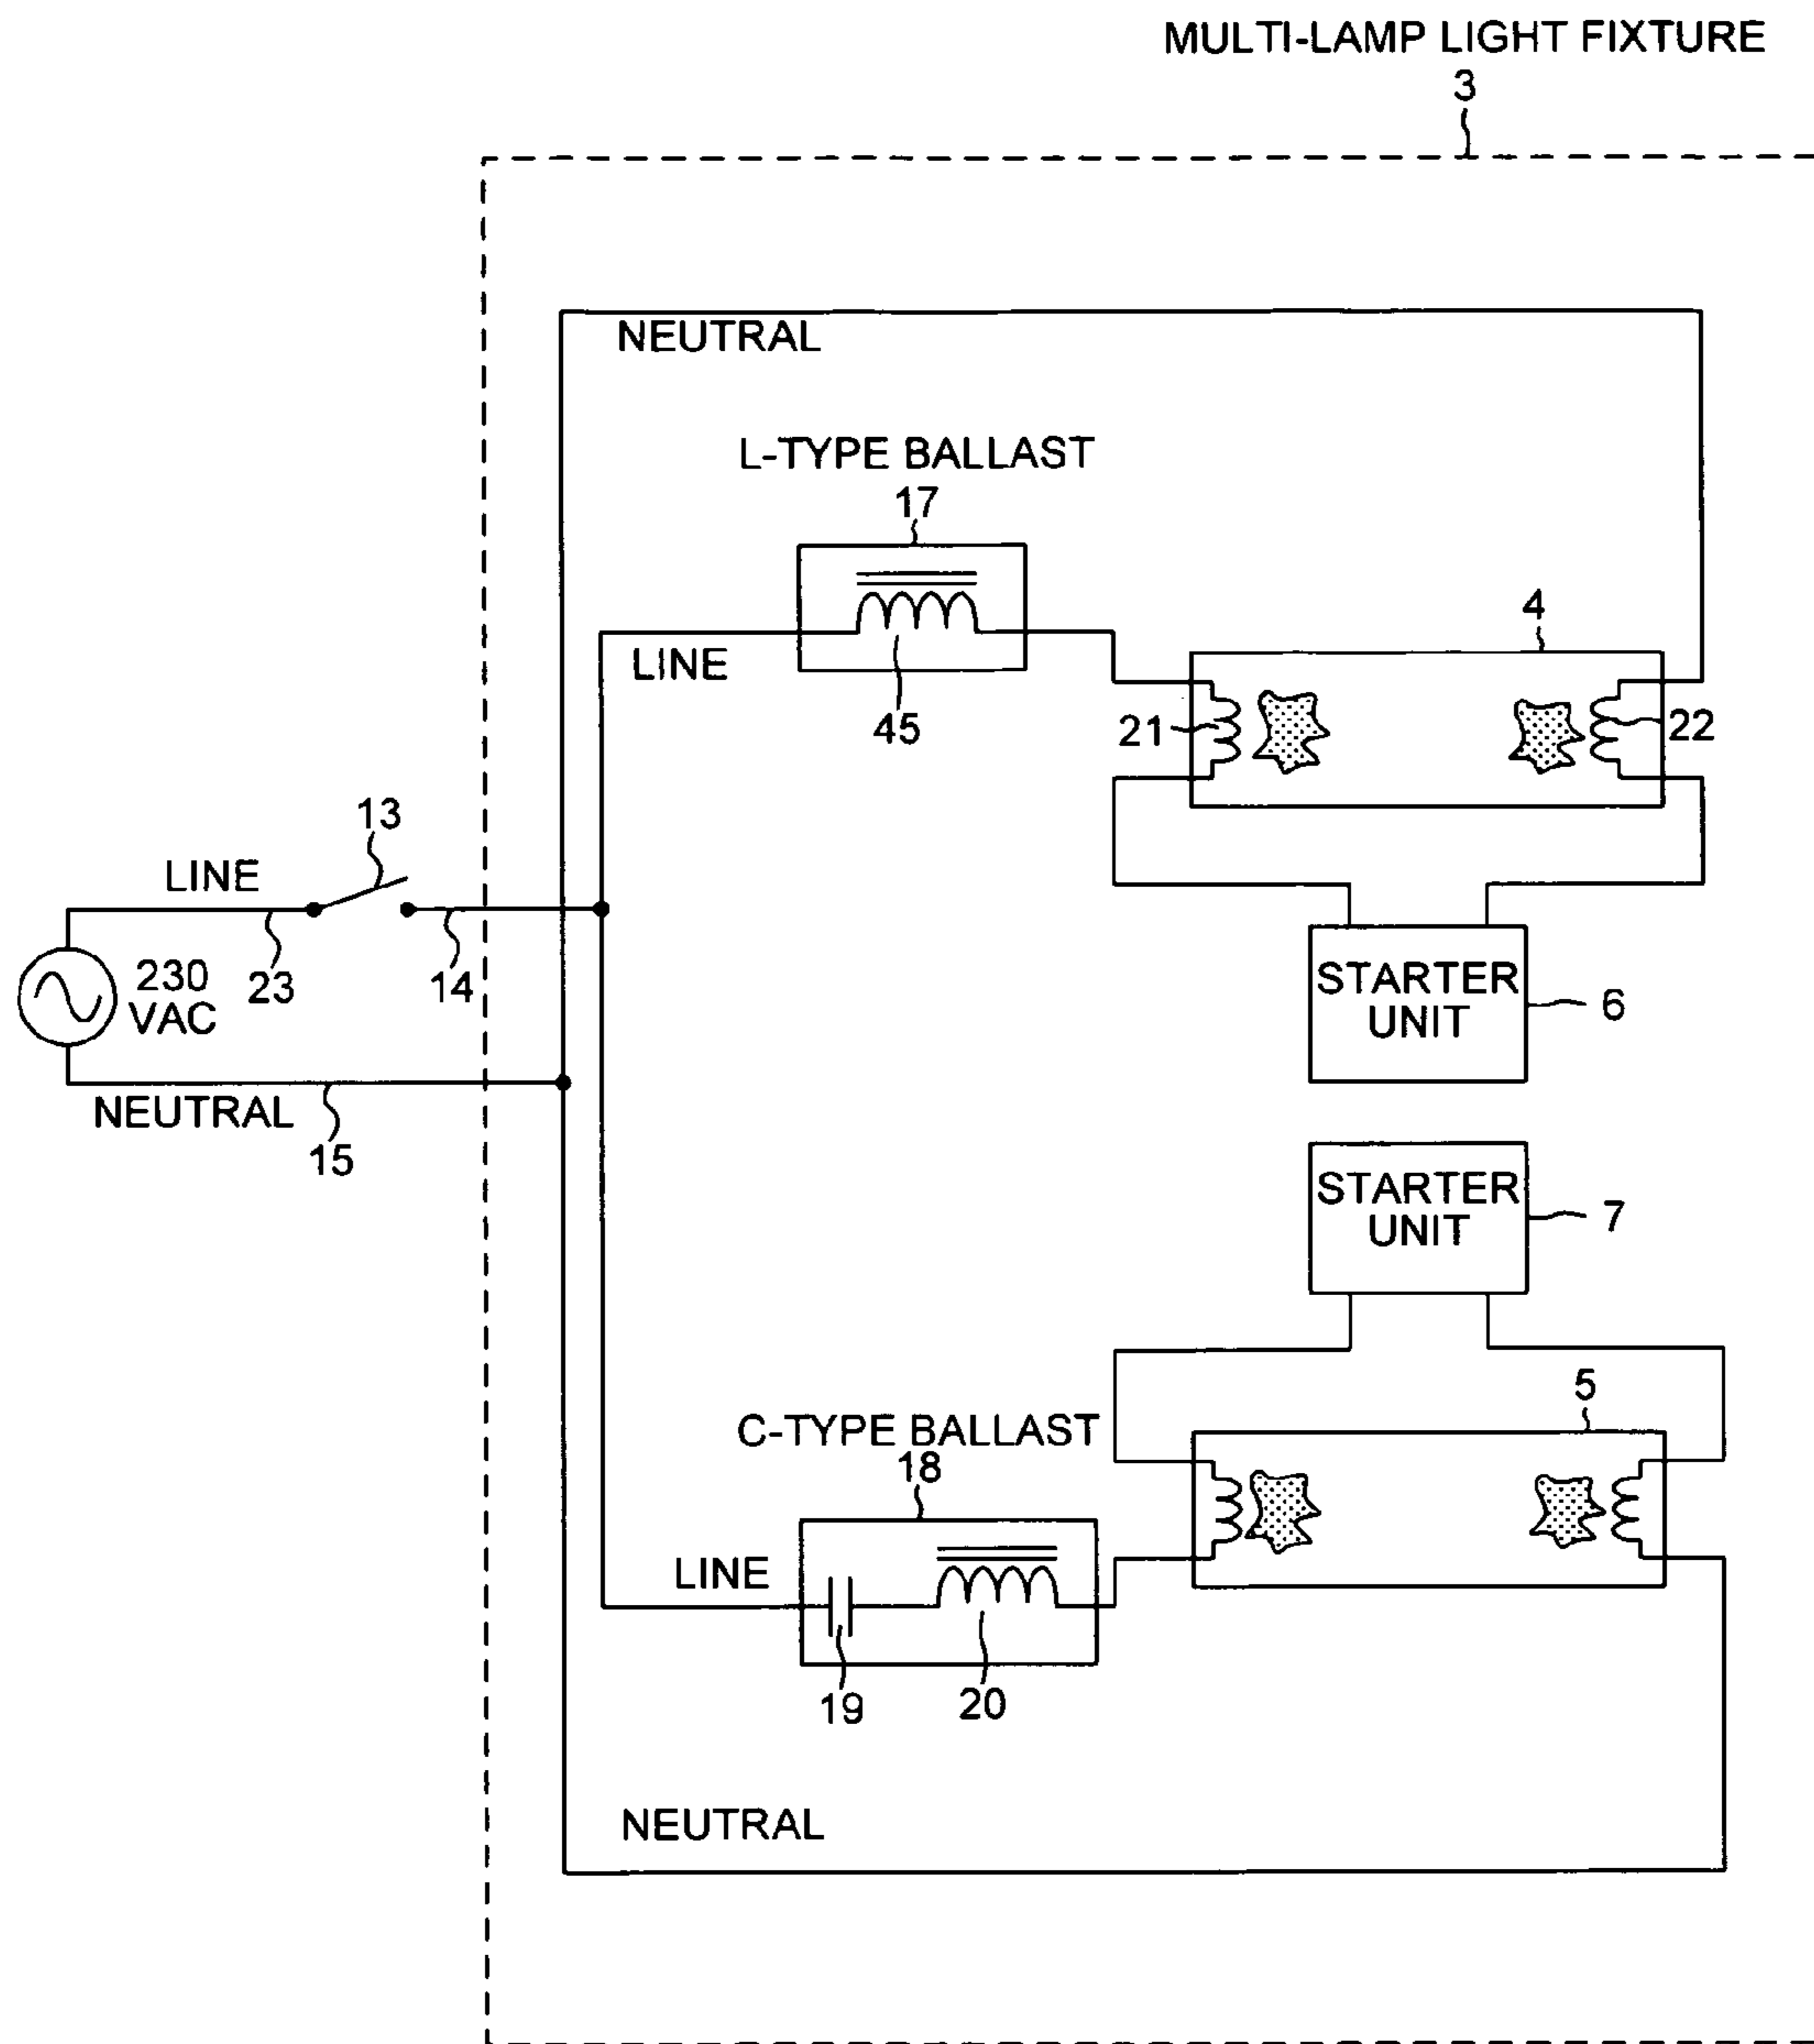 MULTI-LAMP LIGHT FIXTURE
3
NEUTRAL
L-TYPE BALLAST
17
LINE
45
4
21
22
13
LINE
23
14
230
VAC
NEUTRAL
15
STARTER
UNIT
6
STARTER
UNIT
7
5
C-TYPE BALLAST
18
LINE
19
20
NEUTRAL